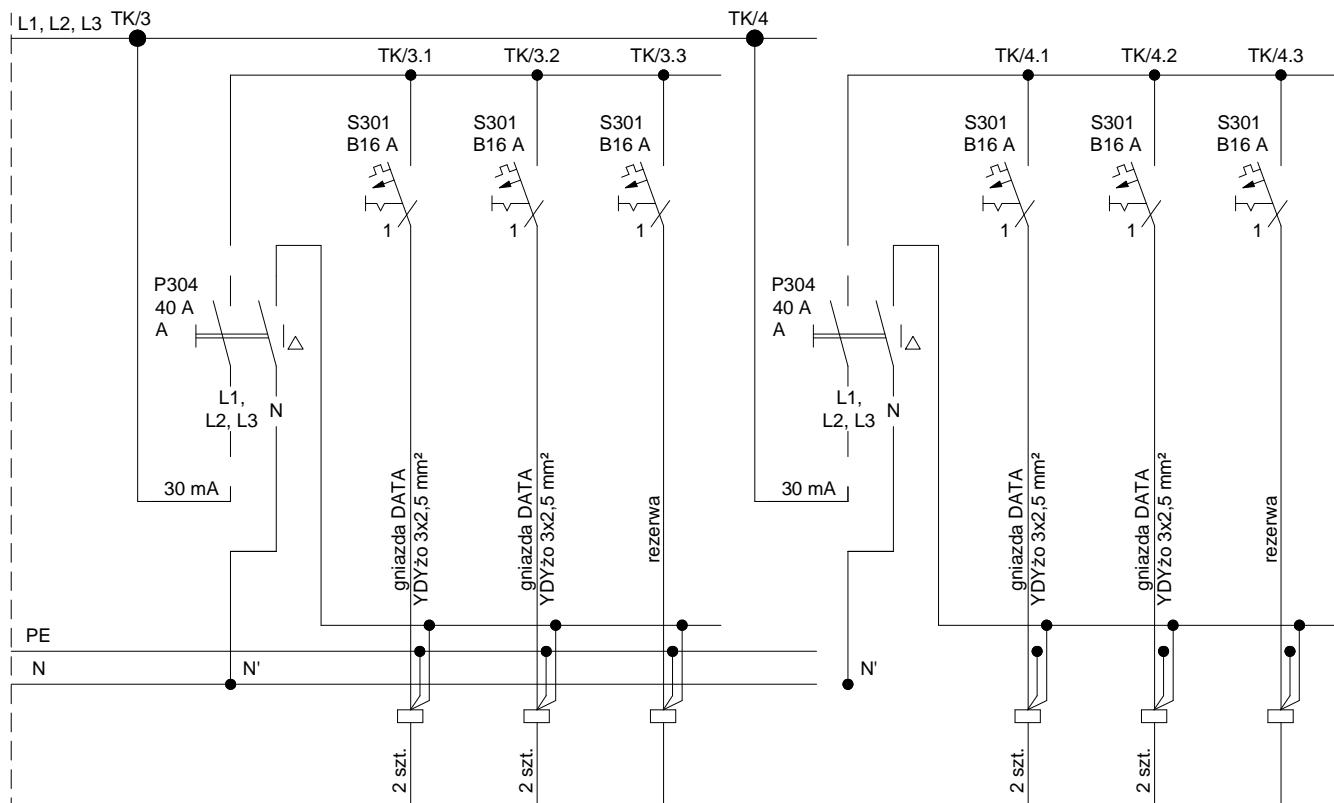 L1, L2, L3
TK/3
TK/4
TK/3.1
TK/3.2
TK/3.3
TK/4.1
TK/4.2
TK/4.3
S301
B16 A
S301
B16 A
S301
B16 A
S301
B16 A
S301
B16 A
S301
B16 A
1
1
1
1
1
1
P304
40 A
A
P304
40 A
A
L1,
L2, L3
N
L1,
L2, L3
N
30 mA
30 mA
gniazda DATA
YDYżo 3x2,5 mm²
gniazda DATA
YDYżo 3x2,5 mm²
rezerwa
gniazda DATA
YDYżo 3x2,5 mm²
gniazda DATA
YDYżo 3x2,5 mm²
rezerwa
PE
N
N'
N'
2 szt.
2 szt.
2 szt.
2 szt.